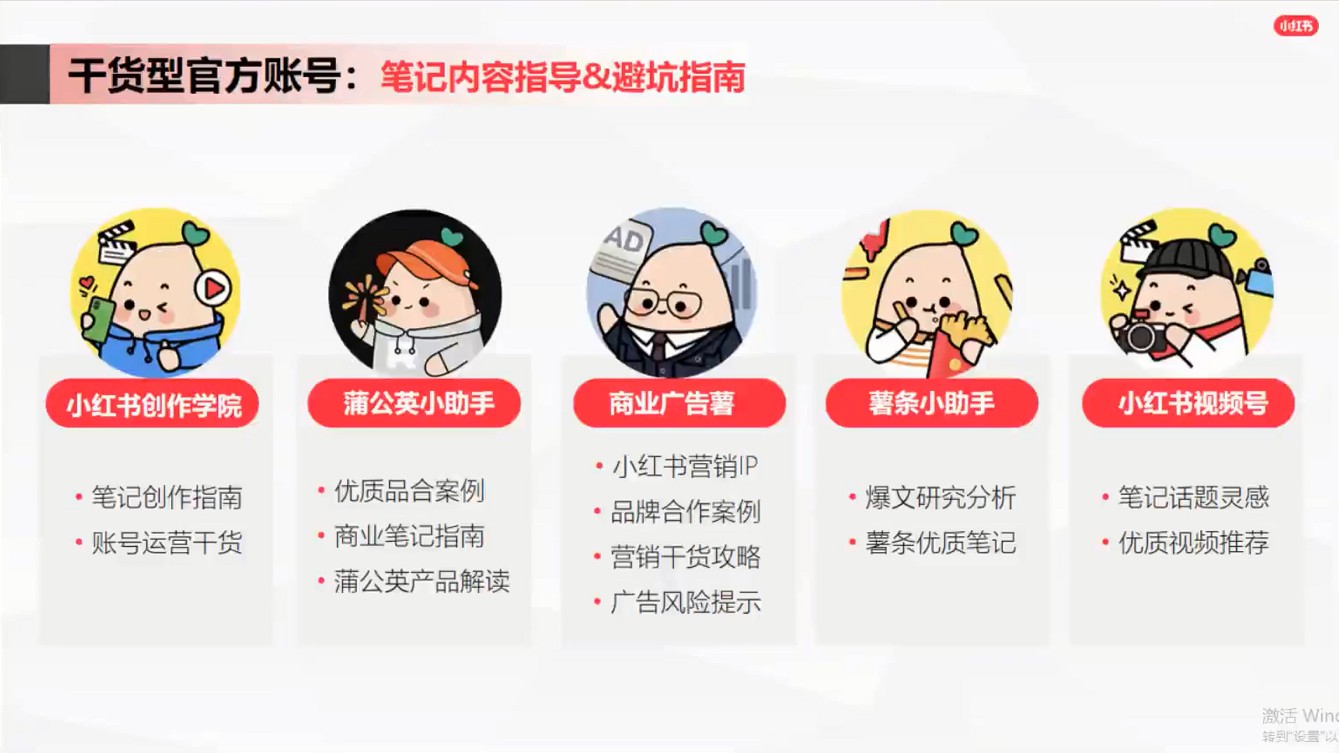 小红书
干货型官方账号：笔记内容指导&避坑指南
AD
小红书创作学院
笔记创作指南
账号运营干货
蒲公英小助手
优质品合案例
商业笔记指南
蒲公英产品解读
商业广告薯
小红书营销IP
品牌合作案例
营销干货攻略
广告风险提示
薯条小助手
爆文研究分析
薯条优质笔记
小红书视频号
笔记话题灵感
优质视频推荐
激活 Wind
转到“设置”以